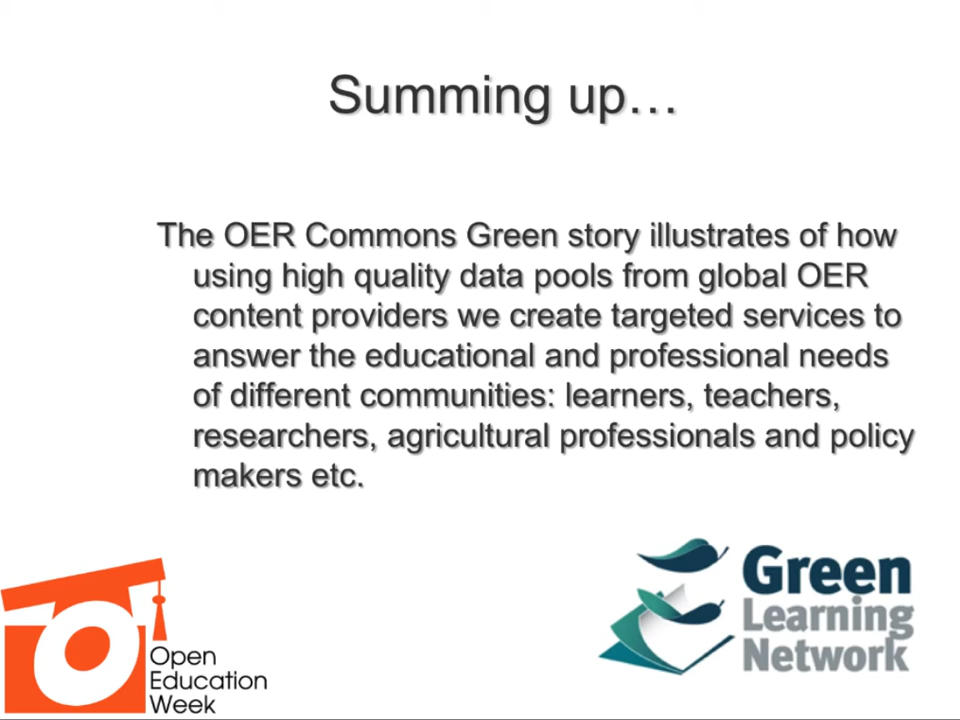 Summing up…
The OER Commons Green story illustrates of how
using high quality data pools from global OER
content providers we create targeted services to
answer the educational and professional needs
of different communities: learners, teachers,
researchers, agricultural professionals and policy
makers etc.
Open
Education
Week
Green
Learning
Network